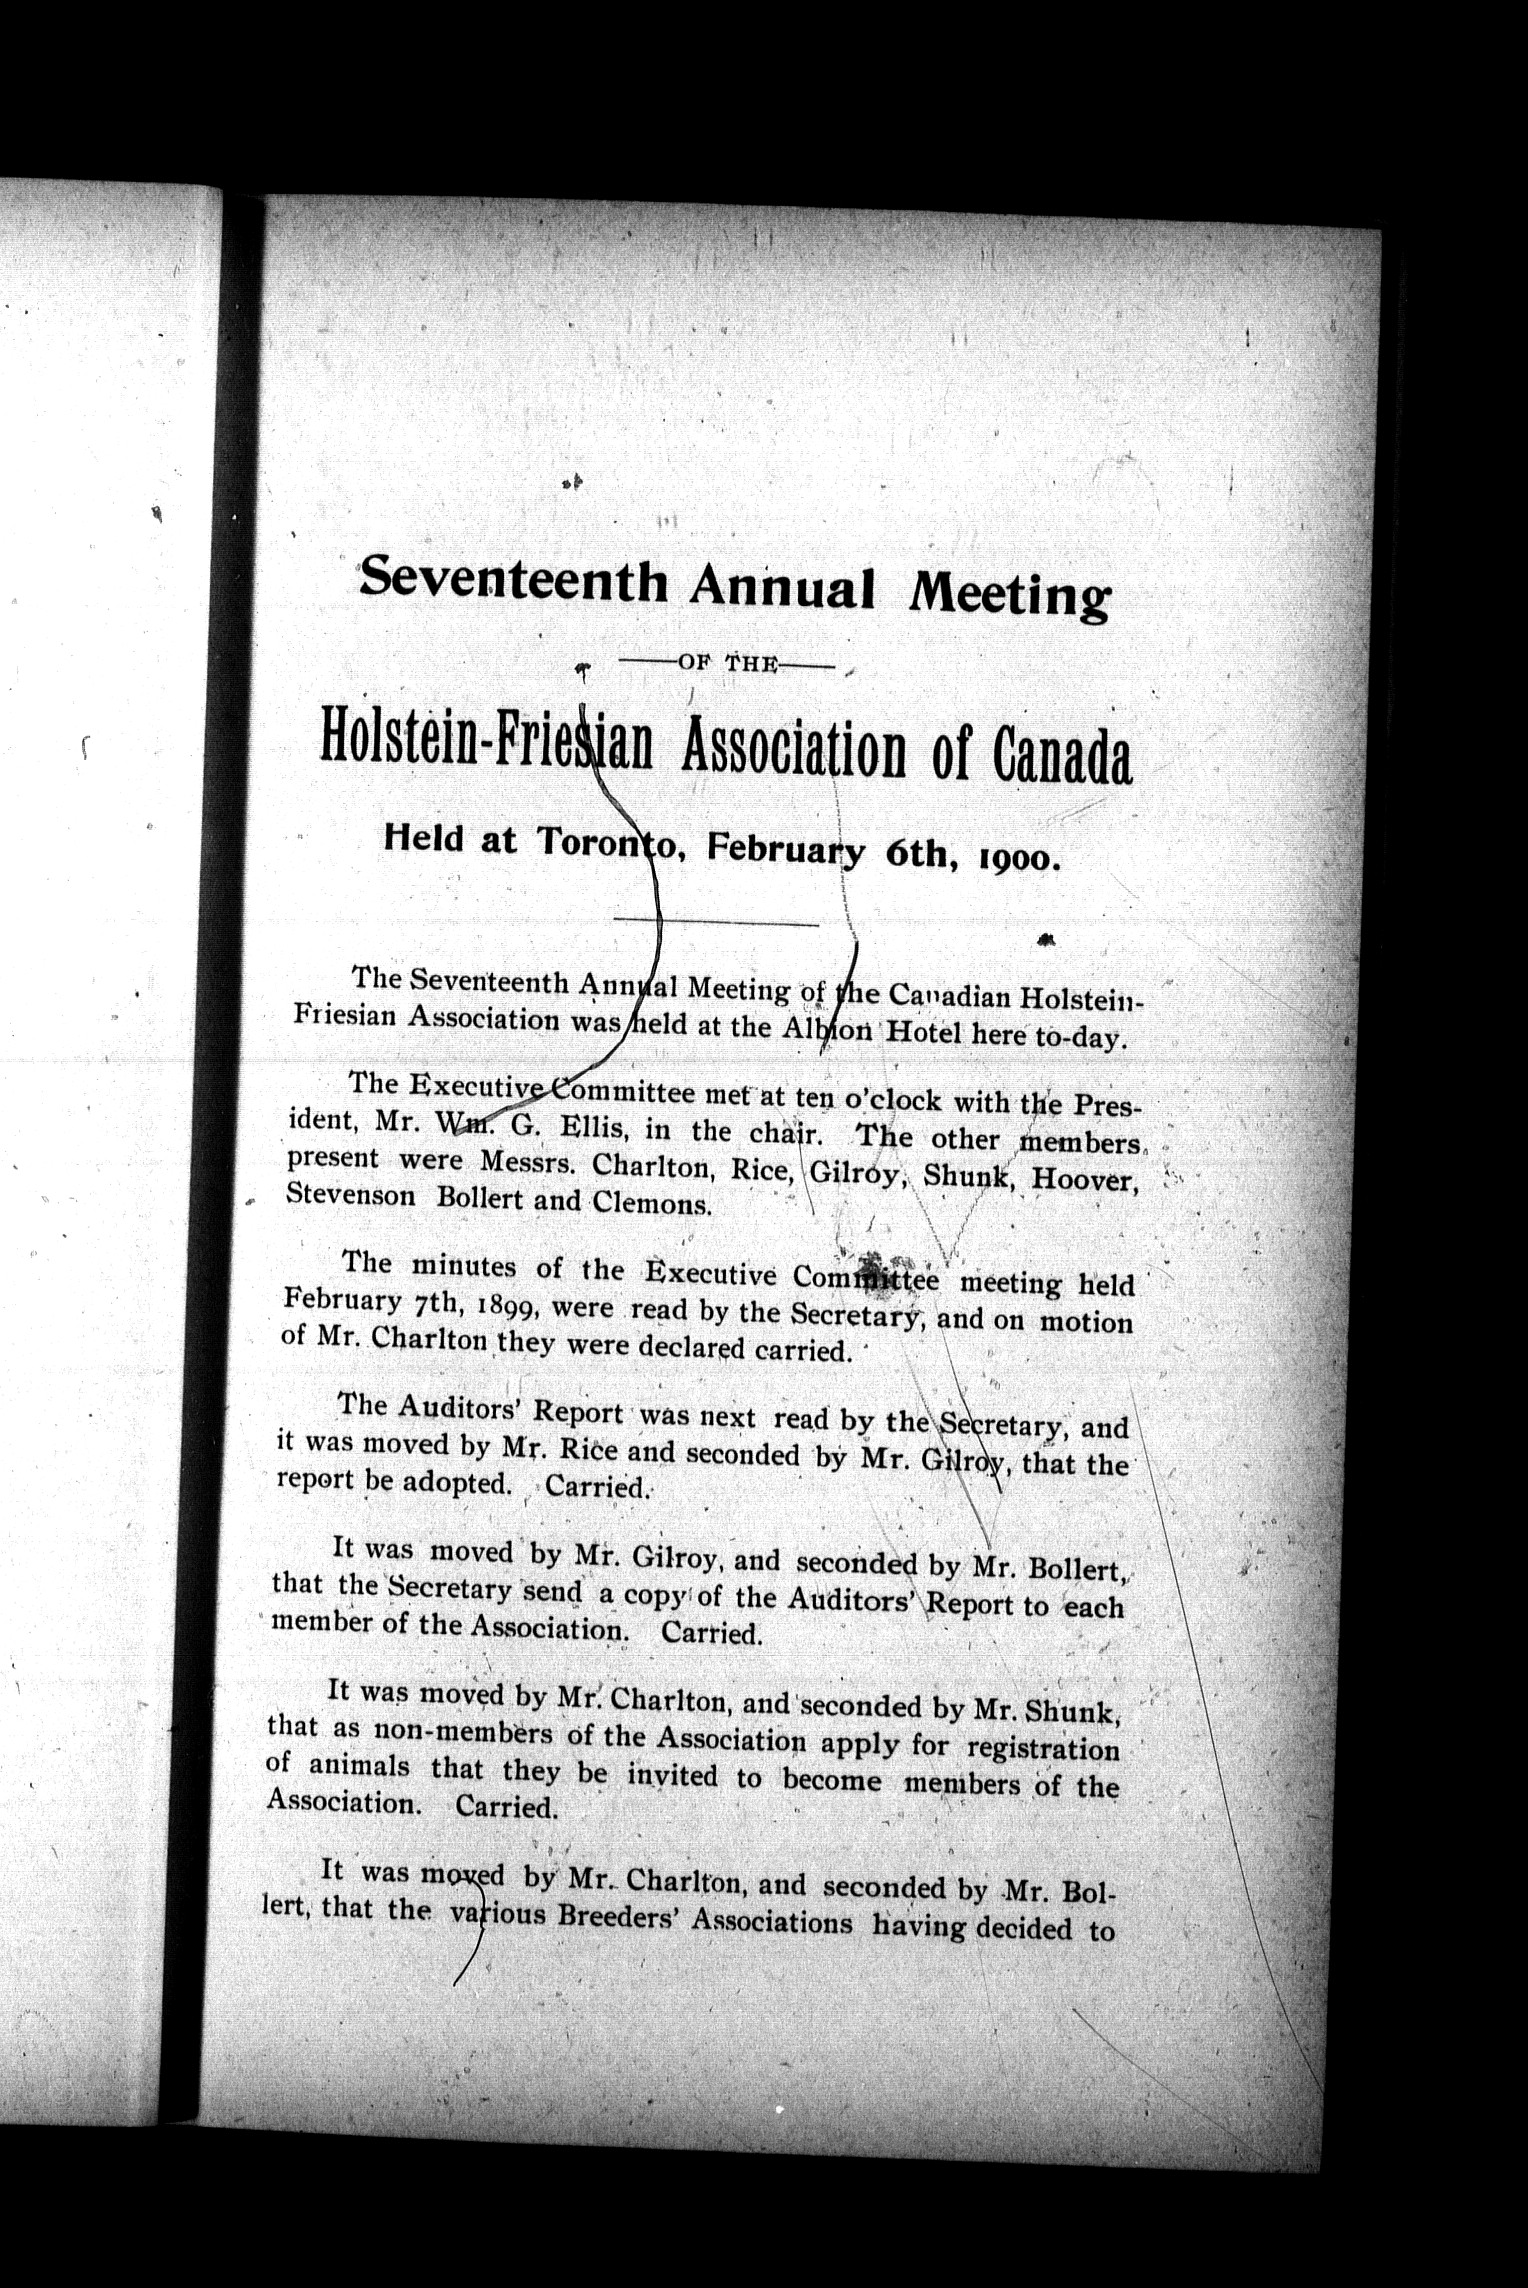 Seventeenth Annual Meeting
OF THE
Holstein-Friesian Association of Canada
Held at Toronto, February 6th, 1900.
The Seventeenth Annual Meeting of the Canadian Holstein-
Friesian Association was held at the Albion Hotel here to-day.
The Executive Committee met at ten o'clock with the Pres-
ident, Mr. Wm. G. Ellis, in the chair. The other members
present were Messrs. Charlton, Rice, Gilroy, Shunk, Hoover,
Stevenson Bollert and Clemons.
The minutes of the Executive Committee meeting held
February 7th, 1899, were read by the Secretary, and on motion
of Mr. Charlton they were declared carried.
The Auditors' Report was next read by the Secretary, and
it was moved by Mr. Rice and seconded by Mr. Gilroy, that the
report be adopted. Carried.
It was moved by Mr. Gilroy, and seconded by Mr. Bollert,
that the Secretary send a copy of the Auditors' Report to each
member of the Association. Carried.
It was moved by Mr. Charlton, and seconded by Mr. Shunk,
that as non-members of the Association apply for registration
of animals that they be invited to become members of the
Association. Carried.
It was moved by Mr. Charlton, and seconded by Mr. Bol-
lert, that the various Breeders' Associations having decided to